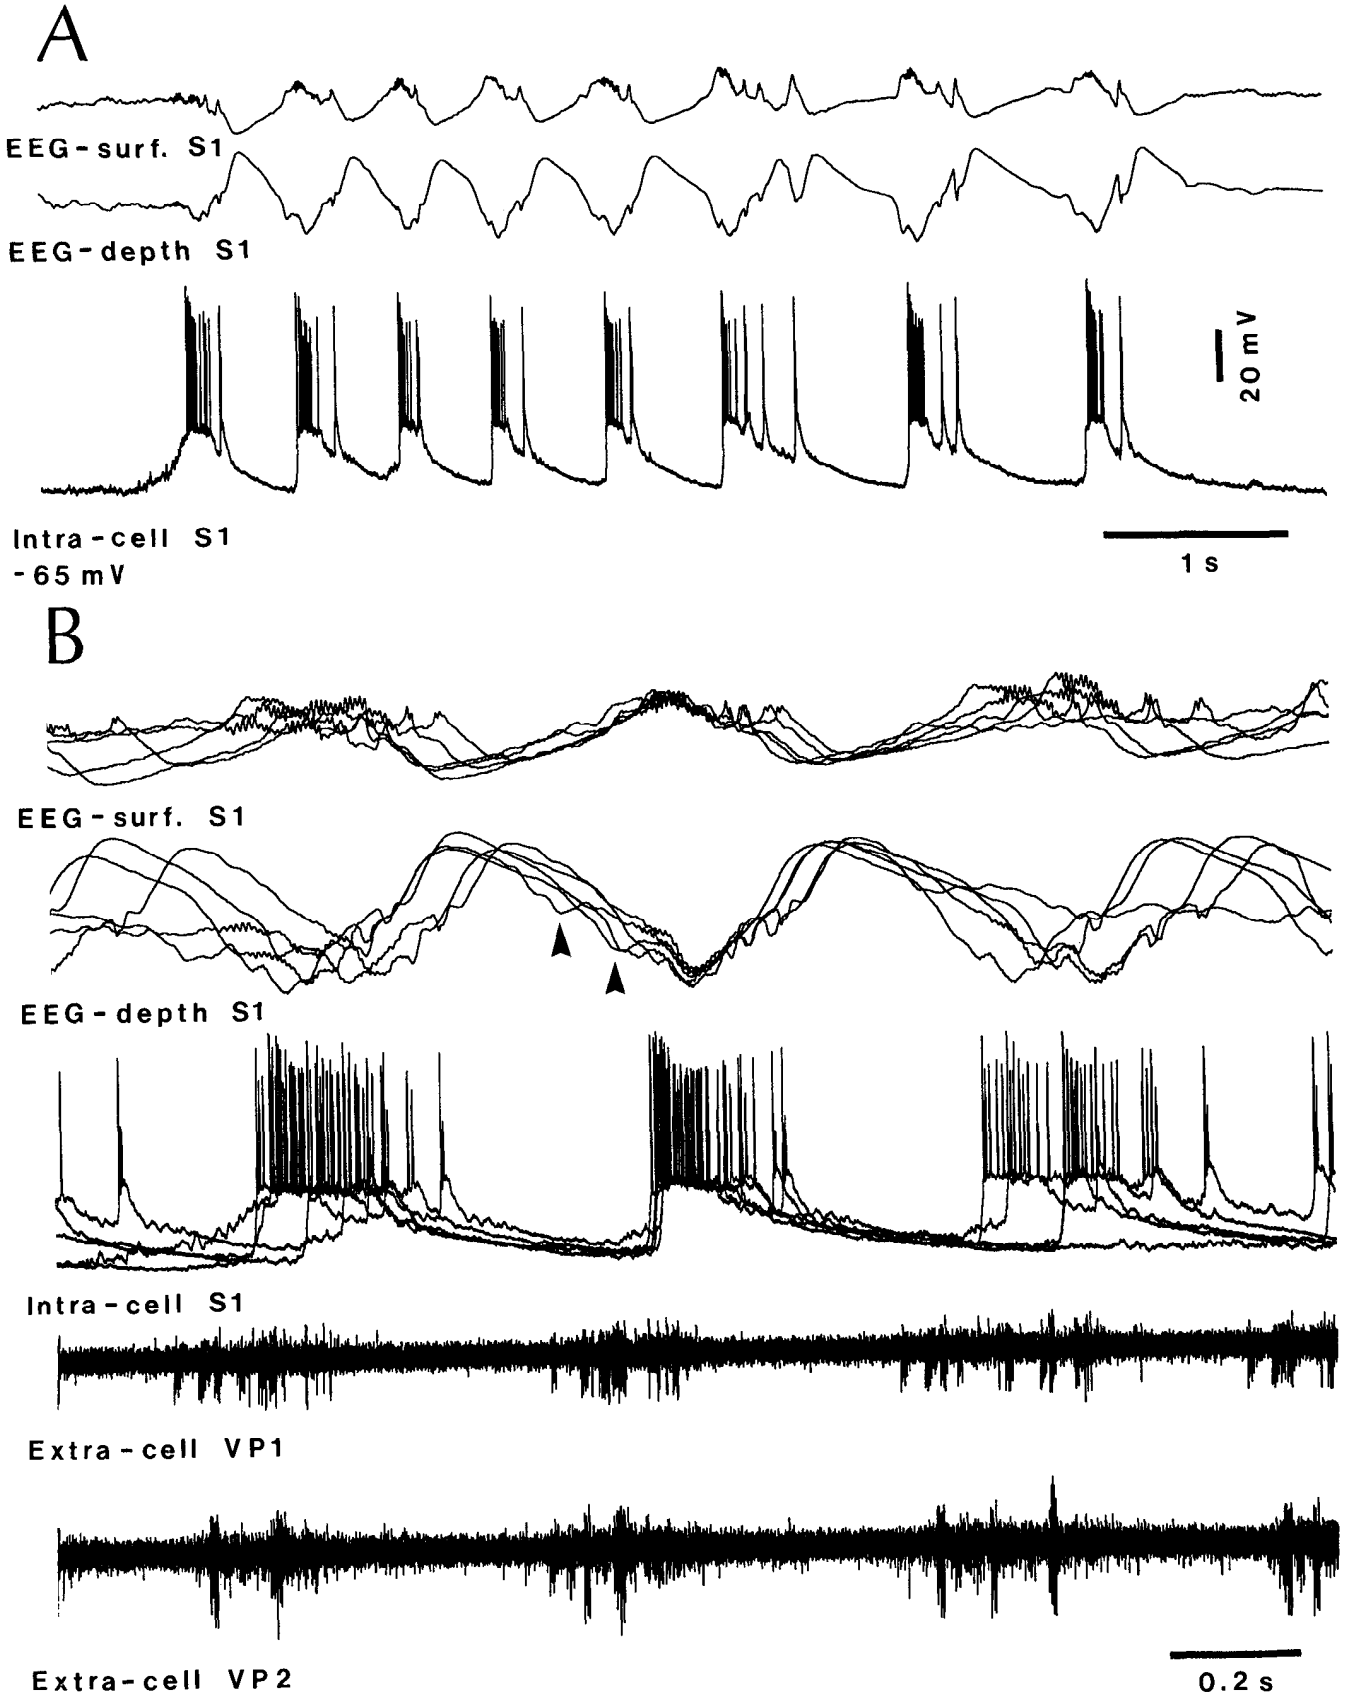 A
EEG-surf. S1
EEG-depth S1
20 mV
Intra-cell S1
-65 mV
1 s
B
EEG-surf. S1
EEG-depth S1
Intra-cell S1
Extra-cell VP1
Extra-cell VP2
0.2 s